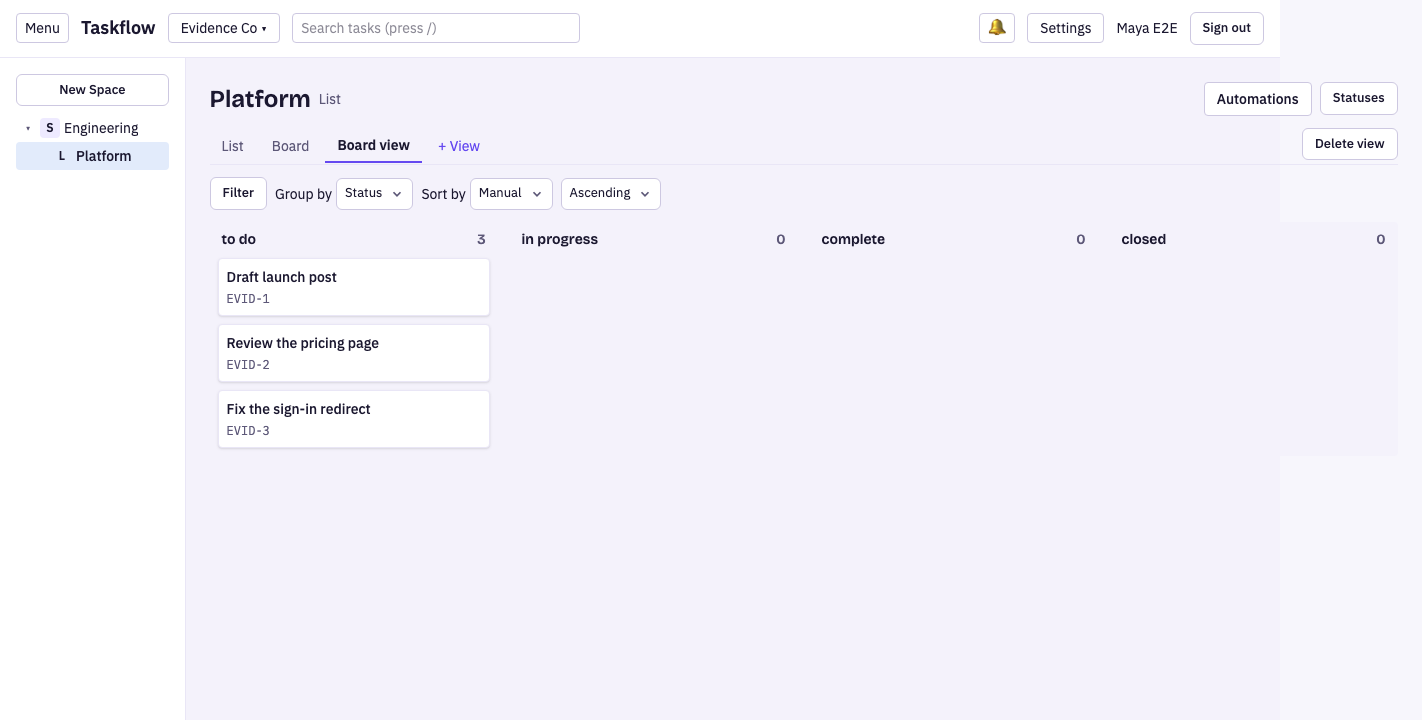 Menu Taskflow Evidence Co ▾ Search tasks (press /) Settings Maya E2E Sign out
New Space
▾ S Engineering
L Platform
Platform List Automations Statuses
List Board Board view + View Delete view
Filter Group by Status Sort by Manual Ascending
to do 3 in progress 0 complete 0 closed 0
Draft launch post
EVID-1
Review the pricing page
EVID-2
Fix the sign-in redirect
EVID-3